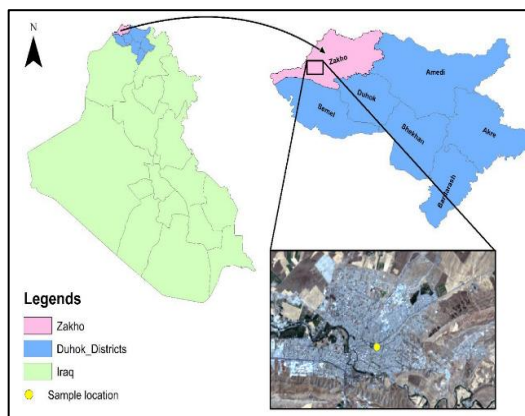 N
Zakho
Amedi
Duhok
Semel
Shekhan
Akre
Bardarash
Legends
Zakho
Duhok_Districts
Iraq
Sample location